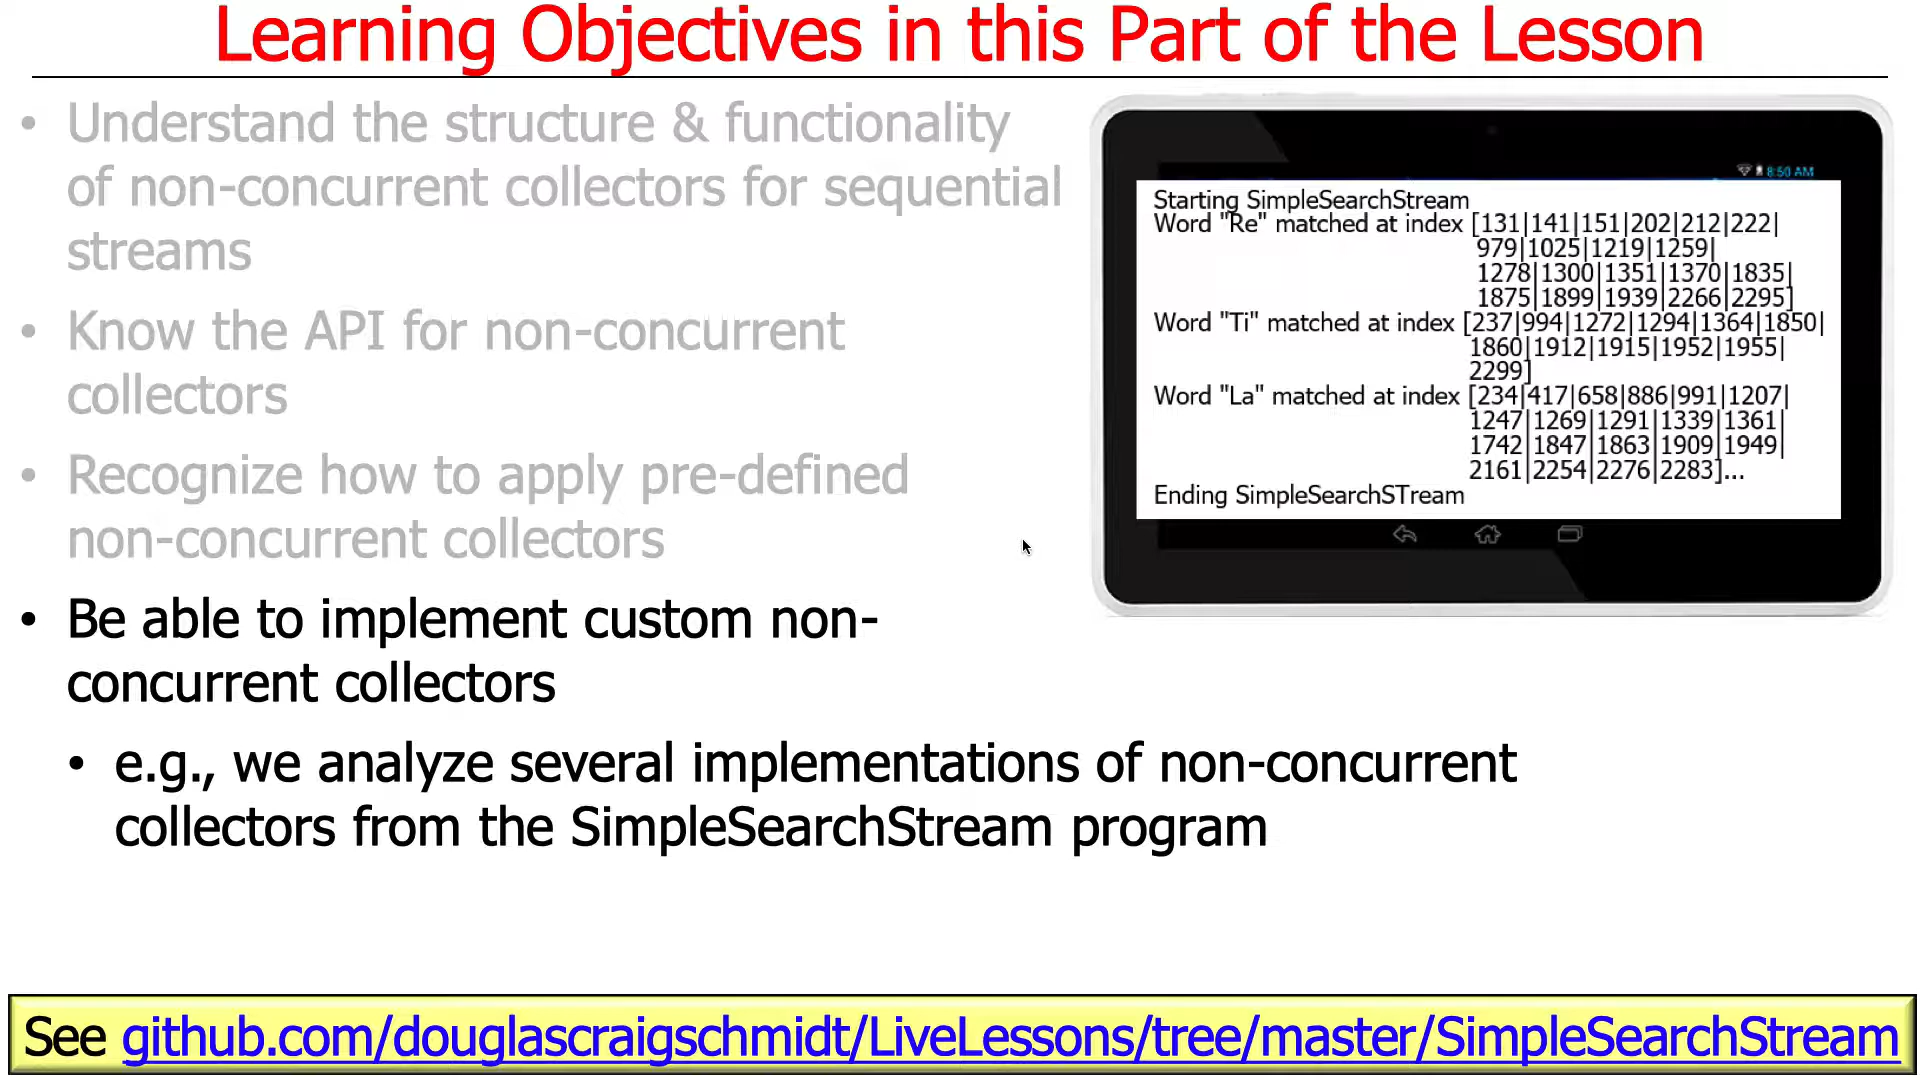 Learning Objectives in this Part of the Lesson
• Understand the structure & functionality
of non-concurrent collectors for sequential
streams
• Know the API for non-concurrent
collectors
• Recognize how to apply pre-defined
non-concurrent collectors
• Be able to implement custom non-
concurrent collectors
• e.g., we analyze several implementations of non-concurrent
collectors from the SimpleSearchStream program
8:50 AM
Starting SimpleSearchStream
Word "Re" matched at index [131|141|151|202|212|222|
979|1025|1219|1259|
1278|1300|1351|1370|1835|
1875|1899|1939|2266|2295]
Word "Ti" matched at index [237|994|1272|1294|1364|1850|
1860|1912|1915|1952|1955|
2299]
Word "La" matched at index [234|417|658|886|991|1207|
1247|1269|1291|1339|1361|
1742|1847|1863|1909|1949|
2161|2254|2276|2283]...
Ending SimpleSearchSTream
See github.com/douglascraigschmidt/LiveLessons/tree/master/SimpleSearchStream